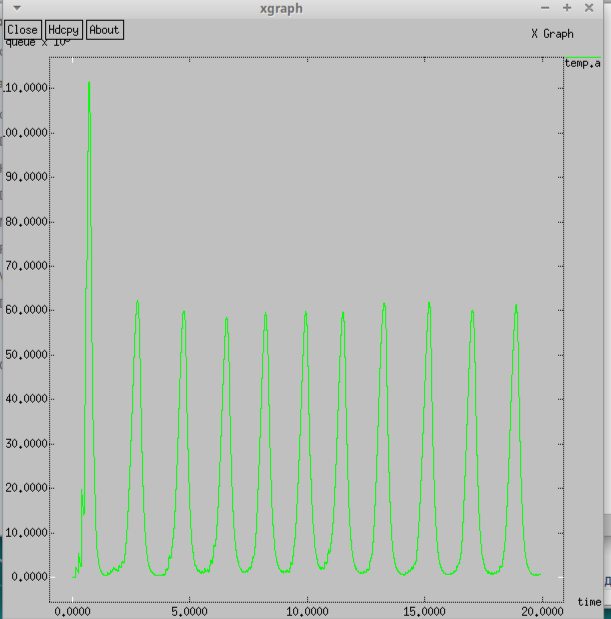 xgraph
Close Hdcpy About
X Graph
queue x 10
temp.a
10.0000
00.0000
90.0000
80.0000
70.0000
60.0000
50.0000
40.0000
30.0000
20.0000
10.0000
0.0000
time
0.0000 5.0000 10.0000 15.0000 20.0000